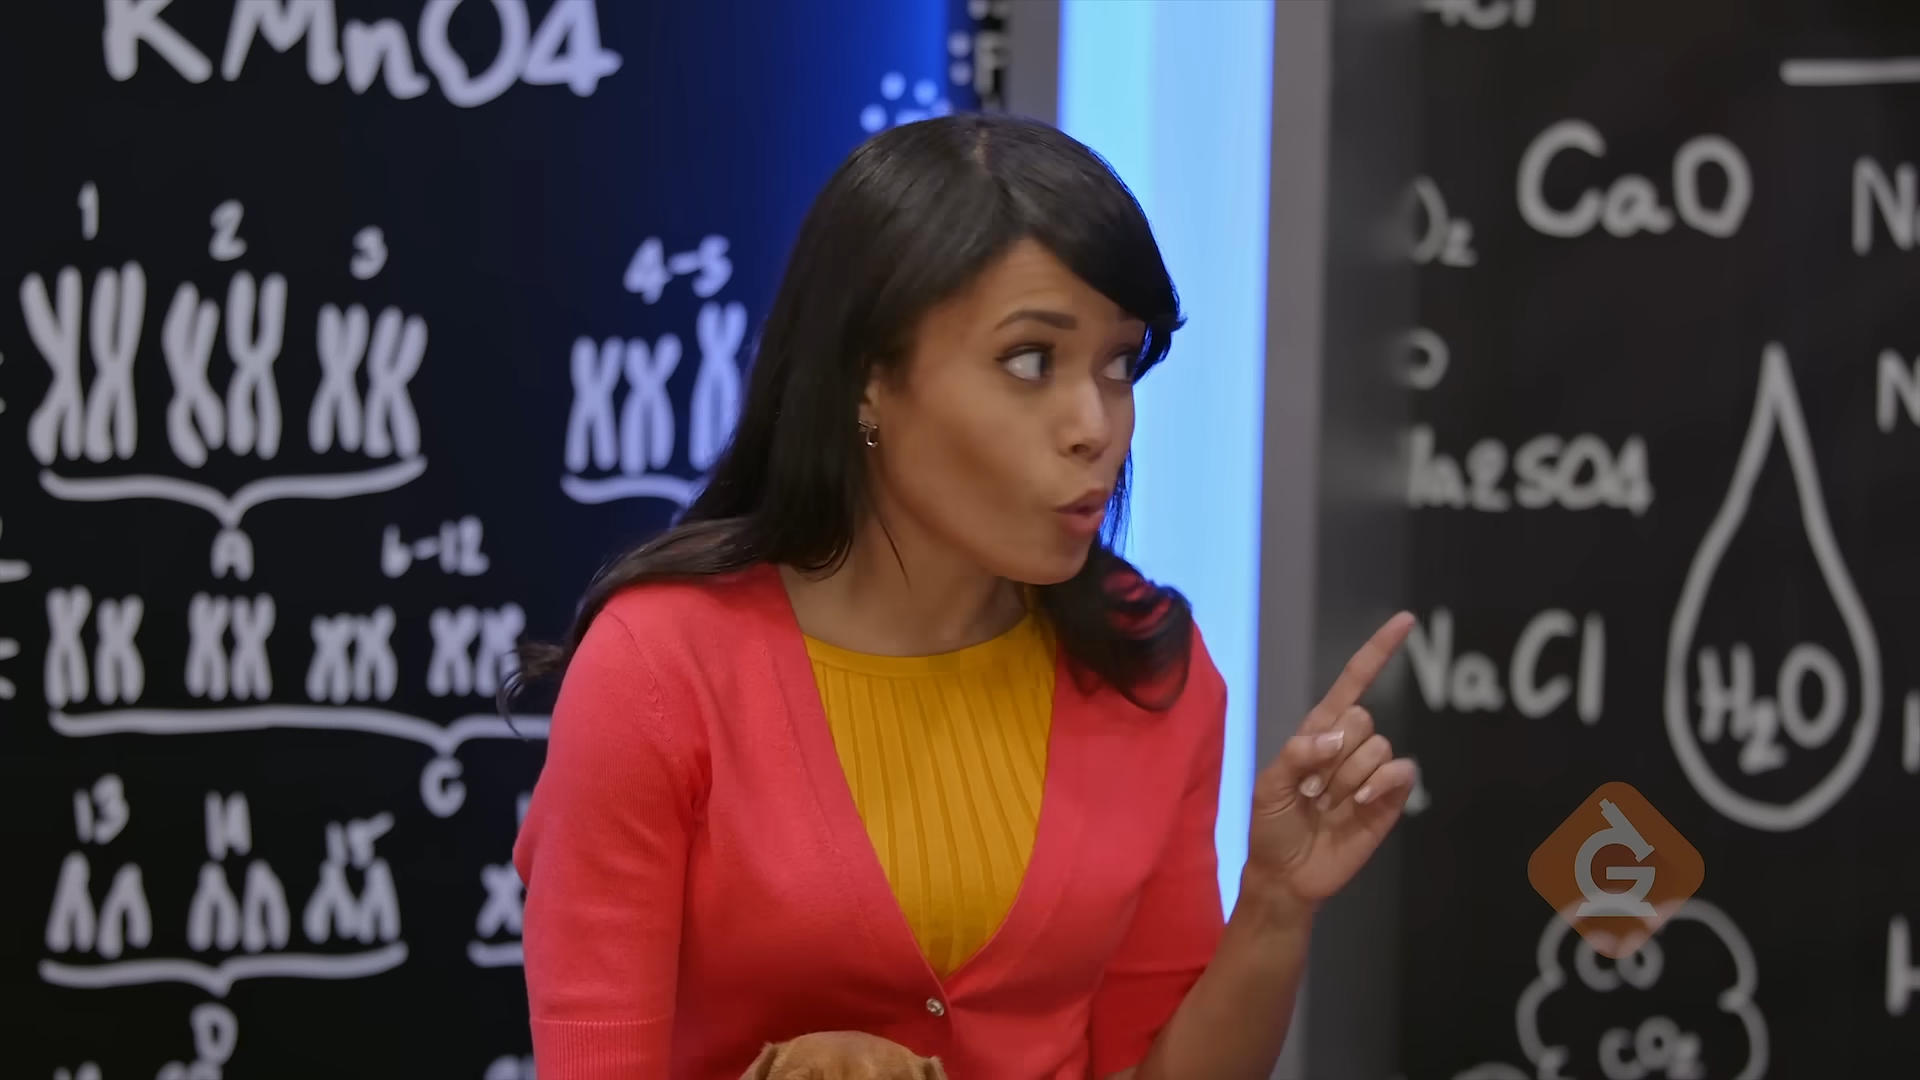 KMnO4
1 2 3
4-5
A
6-12
C
13 14 15
D
CaO
H₂O
NaCl
G
CO
CO₂